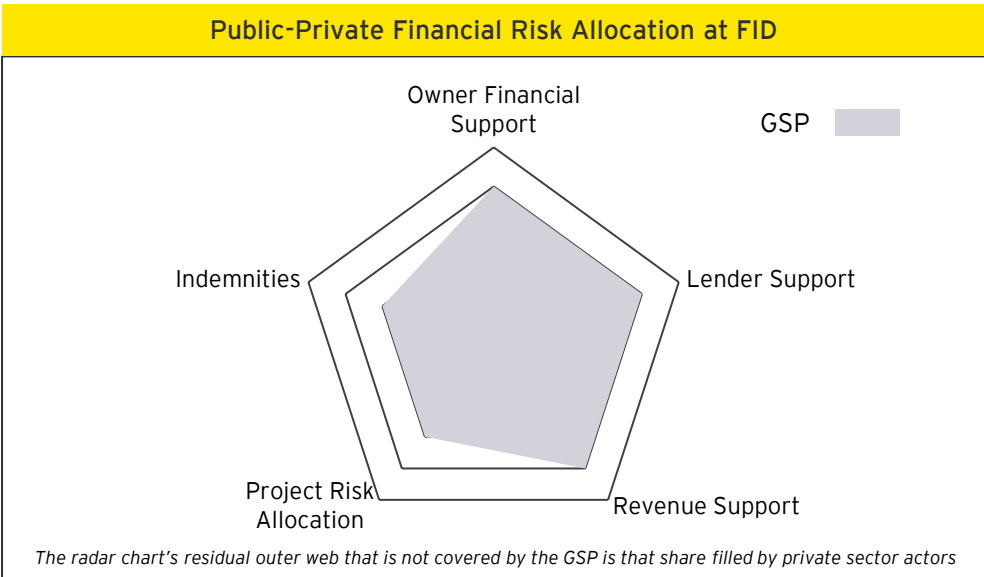 Public-Private Financial Risk Allocation at FID
Owner Financial
Support
GSP
Indemnities
Lender Support
Project Risk
Allocation
Revenue Support
The radar chart's residual outer web that is not covered by the GSP is that share filled by private sector actors